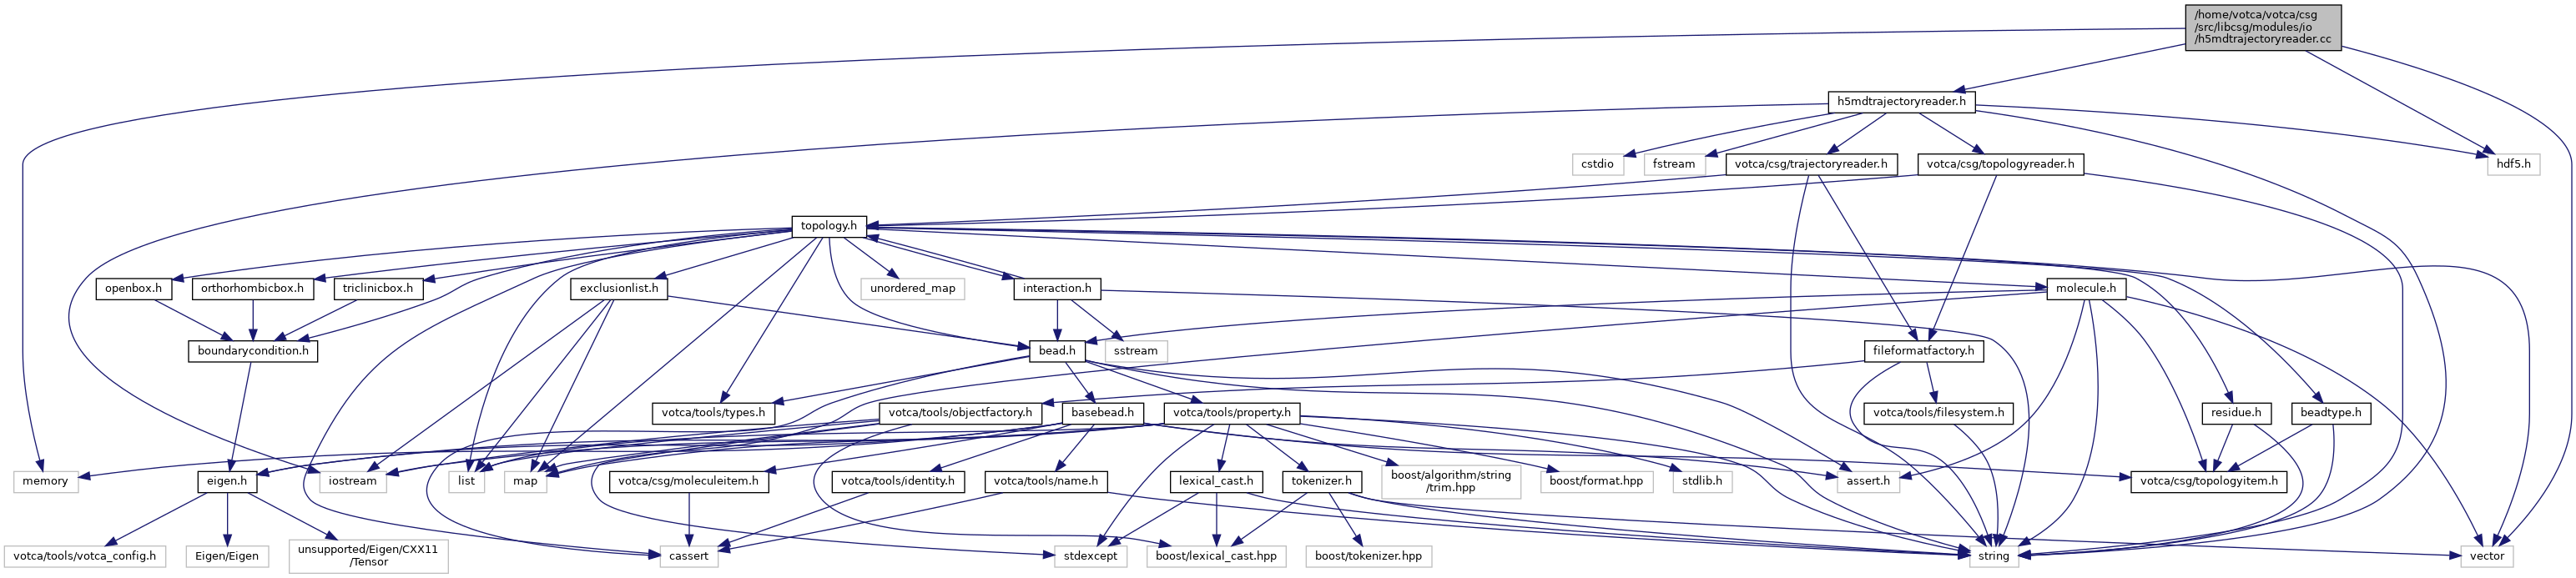 /home/votca/votca/csg
/src/libcsg/modules/io
/h5mdtrajectoryreader.cc
h5mdtrajectoryreader.h
cstdio
fstream
votca/csg/trajectoryreader.h
votca/csg/topologyreader.h
hdf5.h
topology.h
openbox.h
orthorhombicbox.h
triclinicbox.h
exclusionlist.h
unordered_map
interaction.h
molecule.h
boundarycondition.h
bead.h
sstream
fileformatfactory.h
votca/tools/types.h
votca/tools/objectfactory.h
basebead.h
votca/tools/property.h
votca/tools/filesystem.h
residue.h
beadtype.h
memory
eigen.h
iostream
list
map
votca/csg/moleculeitem.h
votca/tools/identity.h
votca/tools/name.h
lexical_cast.h
tokenizer.h
boost/algorithm/string
/trim.hpp
boost/format.hpp
stdlib.h
assert.h
votca/csg/topologyitem.h
votca/tools/votca_config.h
Eigen/Eigen
unsupported/Eigen/CXX11
/Tensor
cassert
stdexcept
boost/lexical_cast.hpp
boost/tokenizer.hpp
string
vector